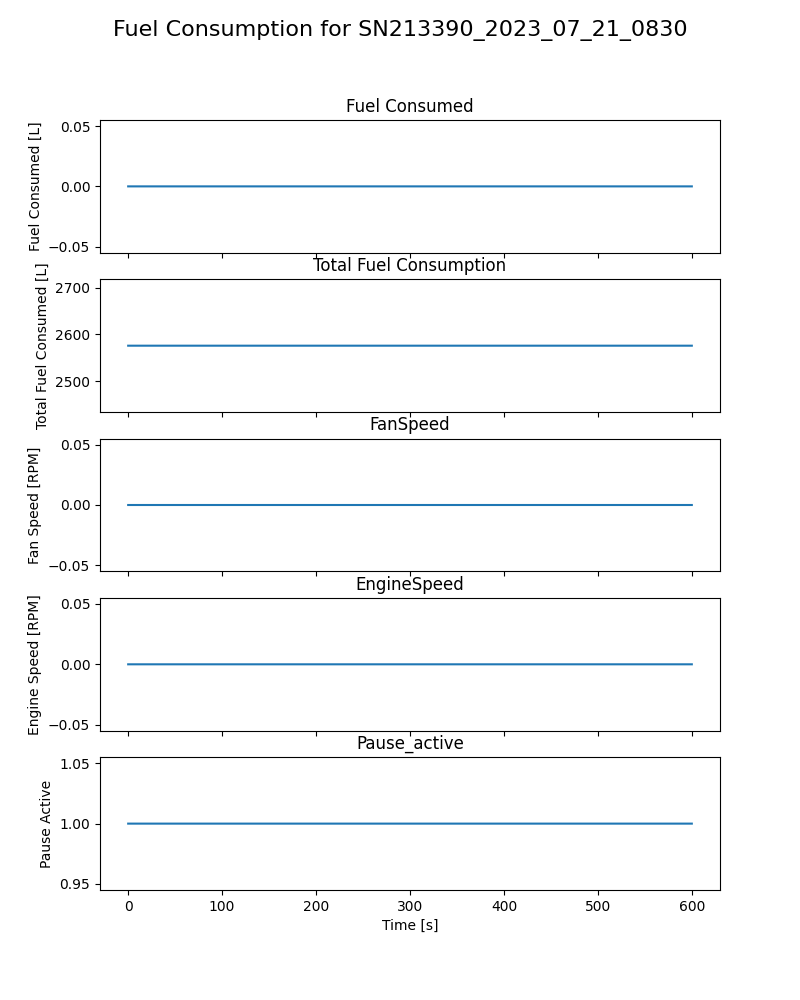 Fuel Consumption for SN213390_2023_07_21_0830
Fuel Consumed
Fuel Consumed [L]
0.05
0.00
−0.05
Total Fuel Consumption
Total Fuel Consumed [L]
2700
2600
2500
FanSpeed
Fan Speed [RPM]
0.05
0.00
−0.05
EngineSpeed
Engine Speed [RPM]
0.05
0.00
−0.05
Pause_active
Pause Active
1.05
1.00
0.95
0 100 200 300 400 500 600
Time [s]